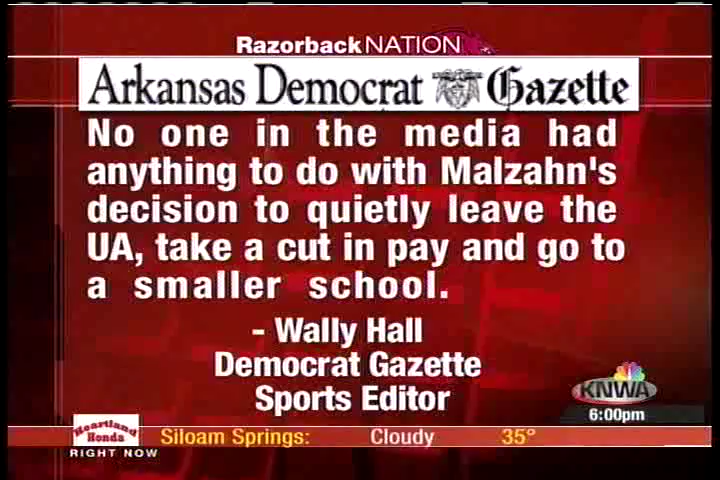 RazorbackNATION
Arkansas Democrat Gazette
No one in the media had
anything to do with Malzahn's
decision to quietly leave the
UA, take a cut in pay and go to
a smaller school.
- Wally Hall
Democrat Gazette
Sports Editor
KNWA
6:00pm
Heartland
Honda
Siloam Springs: Cloudy 35°
RIGHT NOW